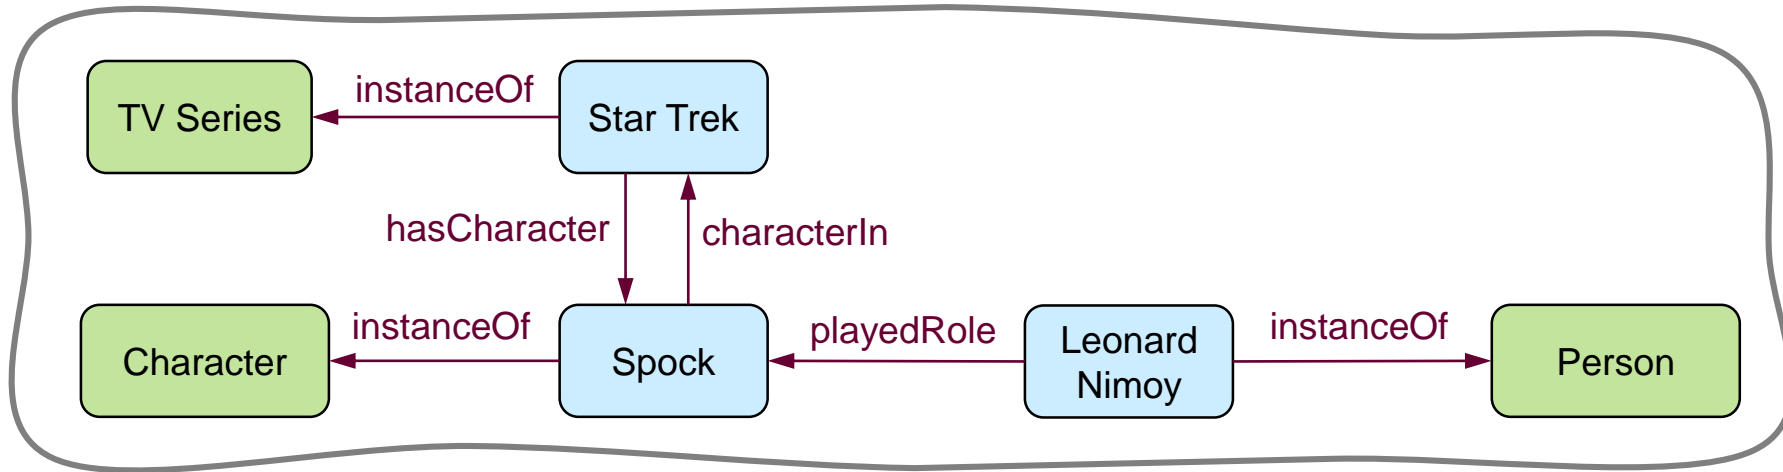 instanceOf
TV Series
Star Trek
hasCharacter
characterIn
instanceOf
playedRole
instanceOf
Character
Spock
Leonard
Nimoy
Person